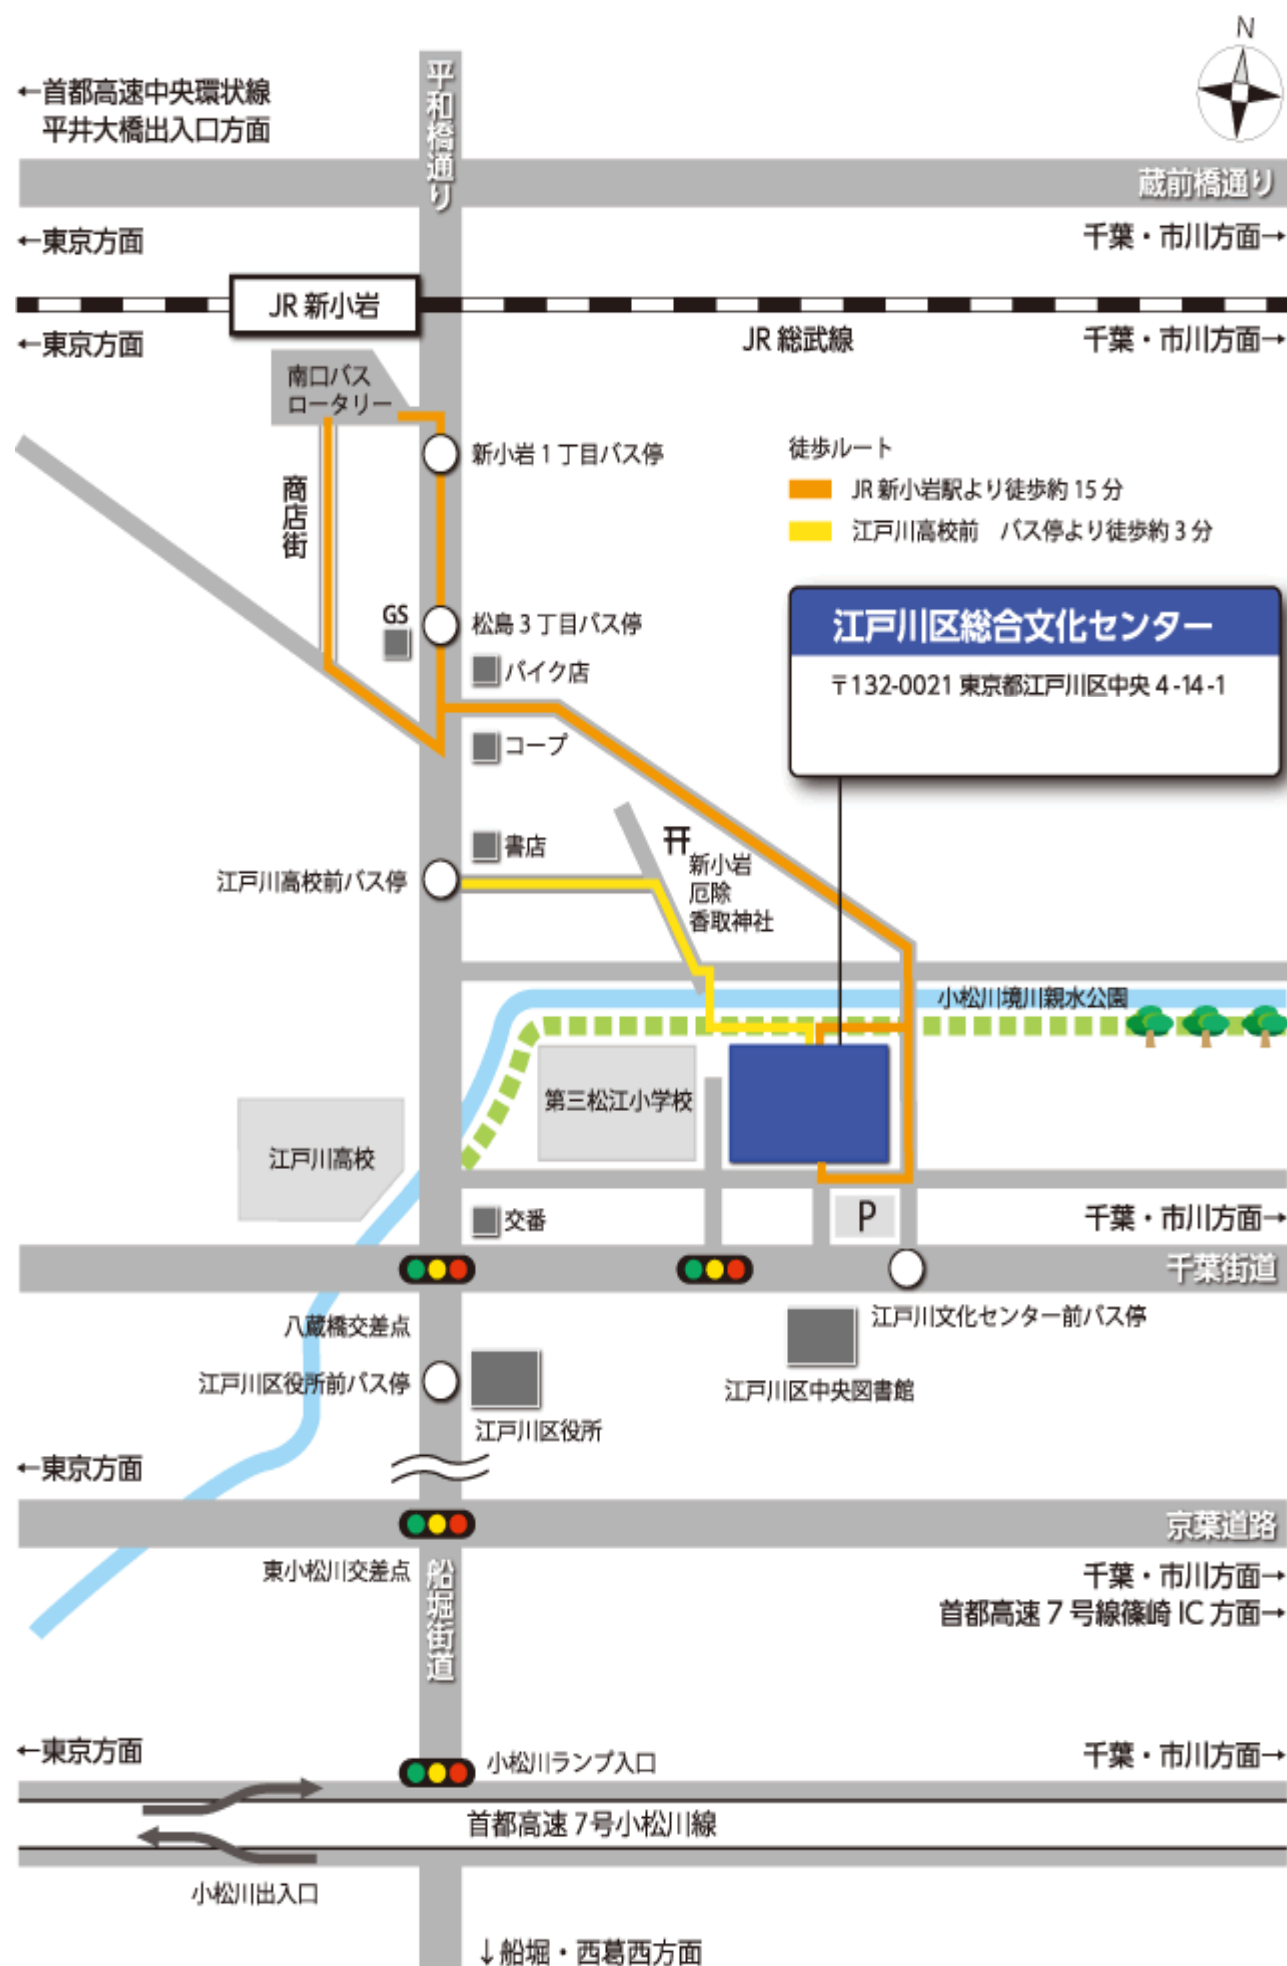 N
←首都高速中央環状線
平井大橋出入口方面
平和橋通り
蔵前橋通り
←東京方面
千葉・市川方面→
JR 新小岩
←東京方面
JR 総武線
千葉・市川方面→
南口バス
ロータリー
新小岩 1 丁目バス停
商店街
徒歩ルート
JR 新小岩駅より徒歩約 15 分
江戸川高校前　バス停より徒歩約 3 分
GS
松島 3 丁目バス停
バイク店
江戸川区総合文化センター
〒132-0021 東京都江戸川区中央 4 -14 -1
コープ
書店
江戸川高校前バス停
新小岩
厄除
香取神社
小松川境川親水公園
第三松江小学校
江戸川高校
交番
P
千葉・市川方面→
千葉街道
八蔵橋交差点
江戸川文化センター前バス停
江戸川区役所前バス停
江戸川区中央図書館
江戸川区役所
←東京方面
京葉道路
東小松川交差点
船堀街道
千葉・市川方面→
首都高速 7 号線篠崎 IC 方面→
←東京方面
小松川ランプ入口
千葉・市川方面→
首都高速 7号小松川線
小松川出入口
↓船堀・西葛西方面